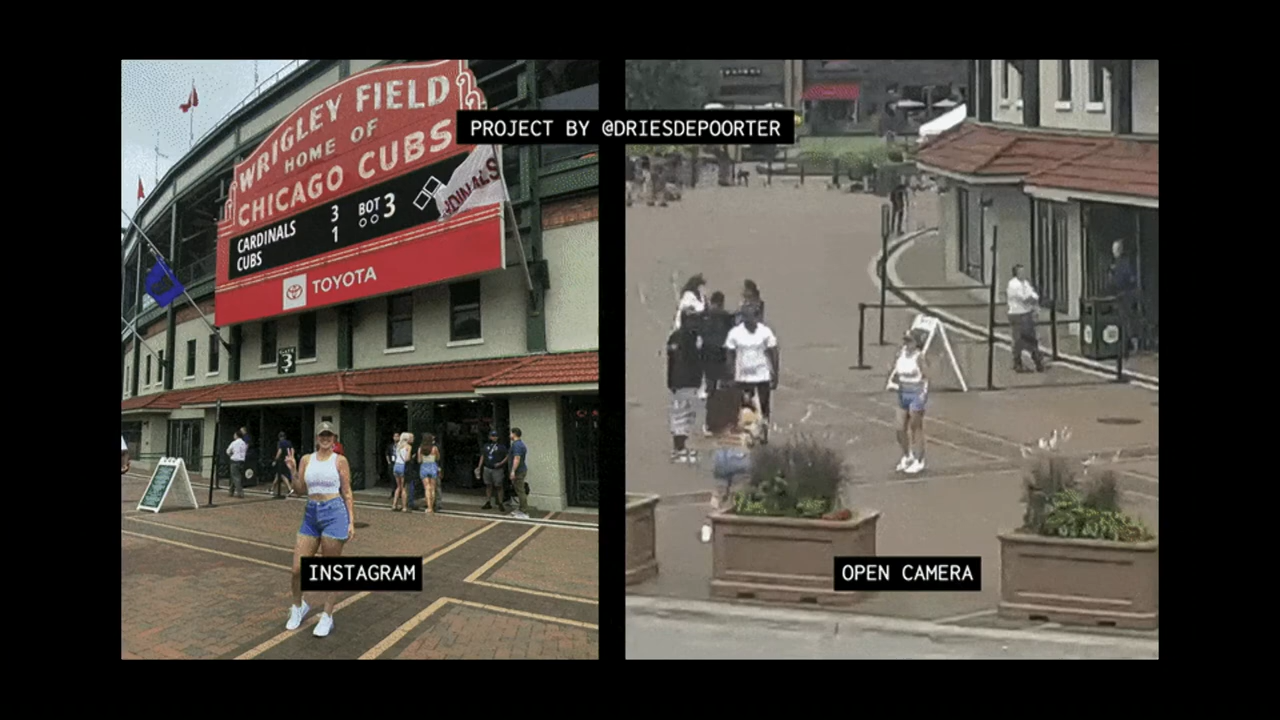 PROJECT BY @DRIESDEPOORTER
WRIGLEY FIELD
HOME OF
CHICAGO CUBS
CARDINALS 3 BOT 3
CUBS 1
CARDINALS
TOYOTA
3
INSTAGRAM
OPEN CAMERA